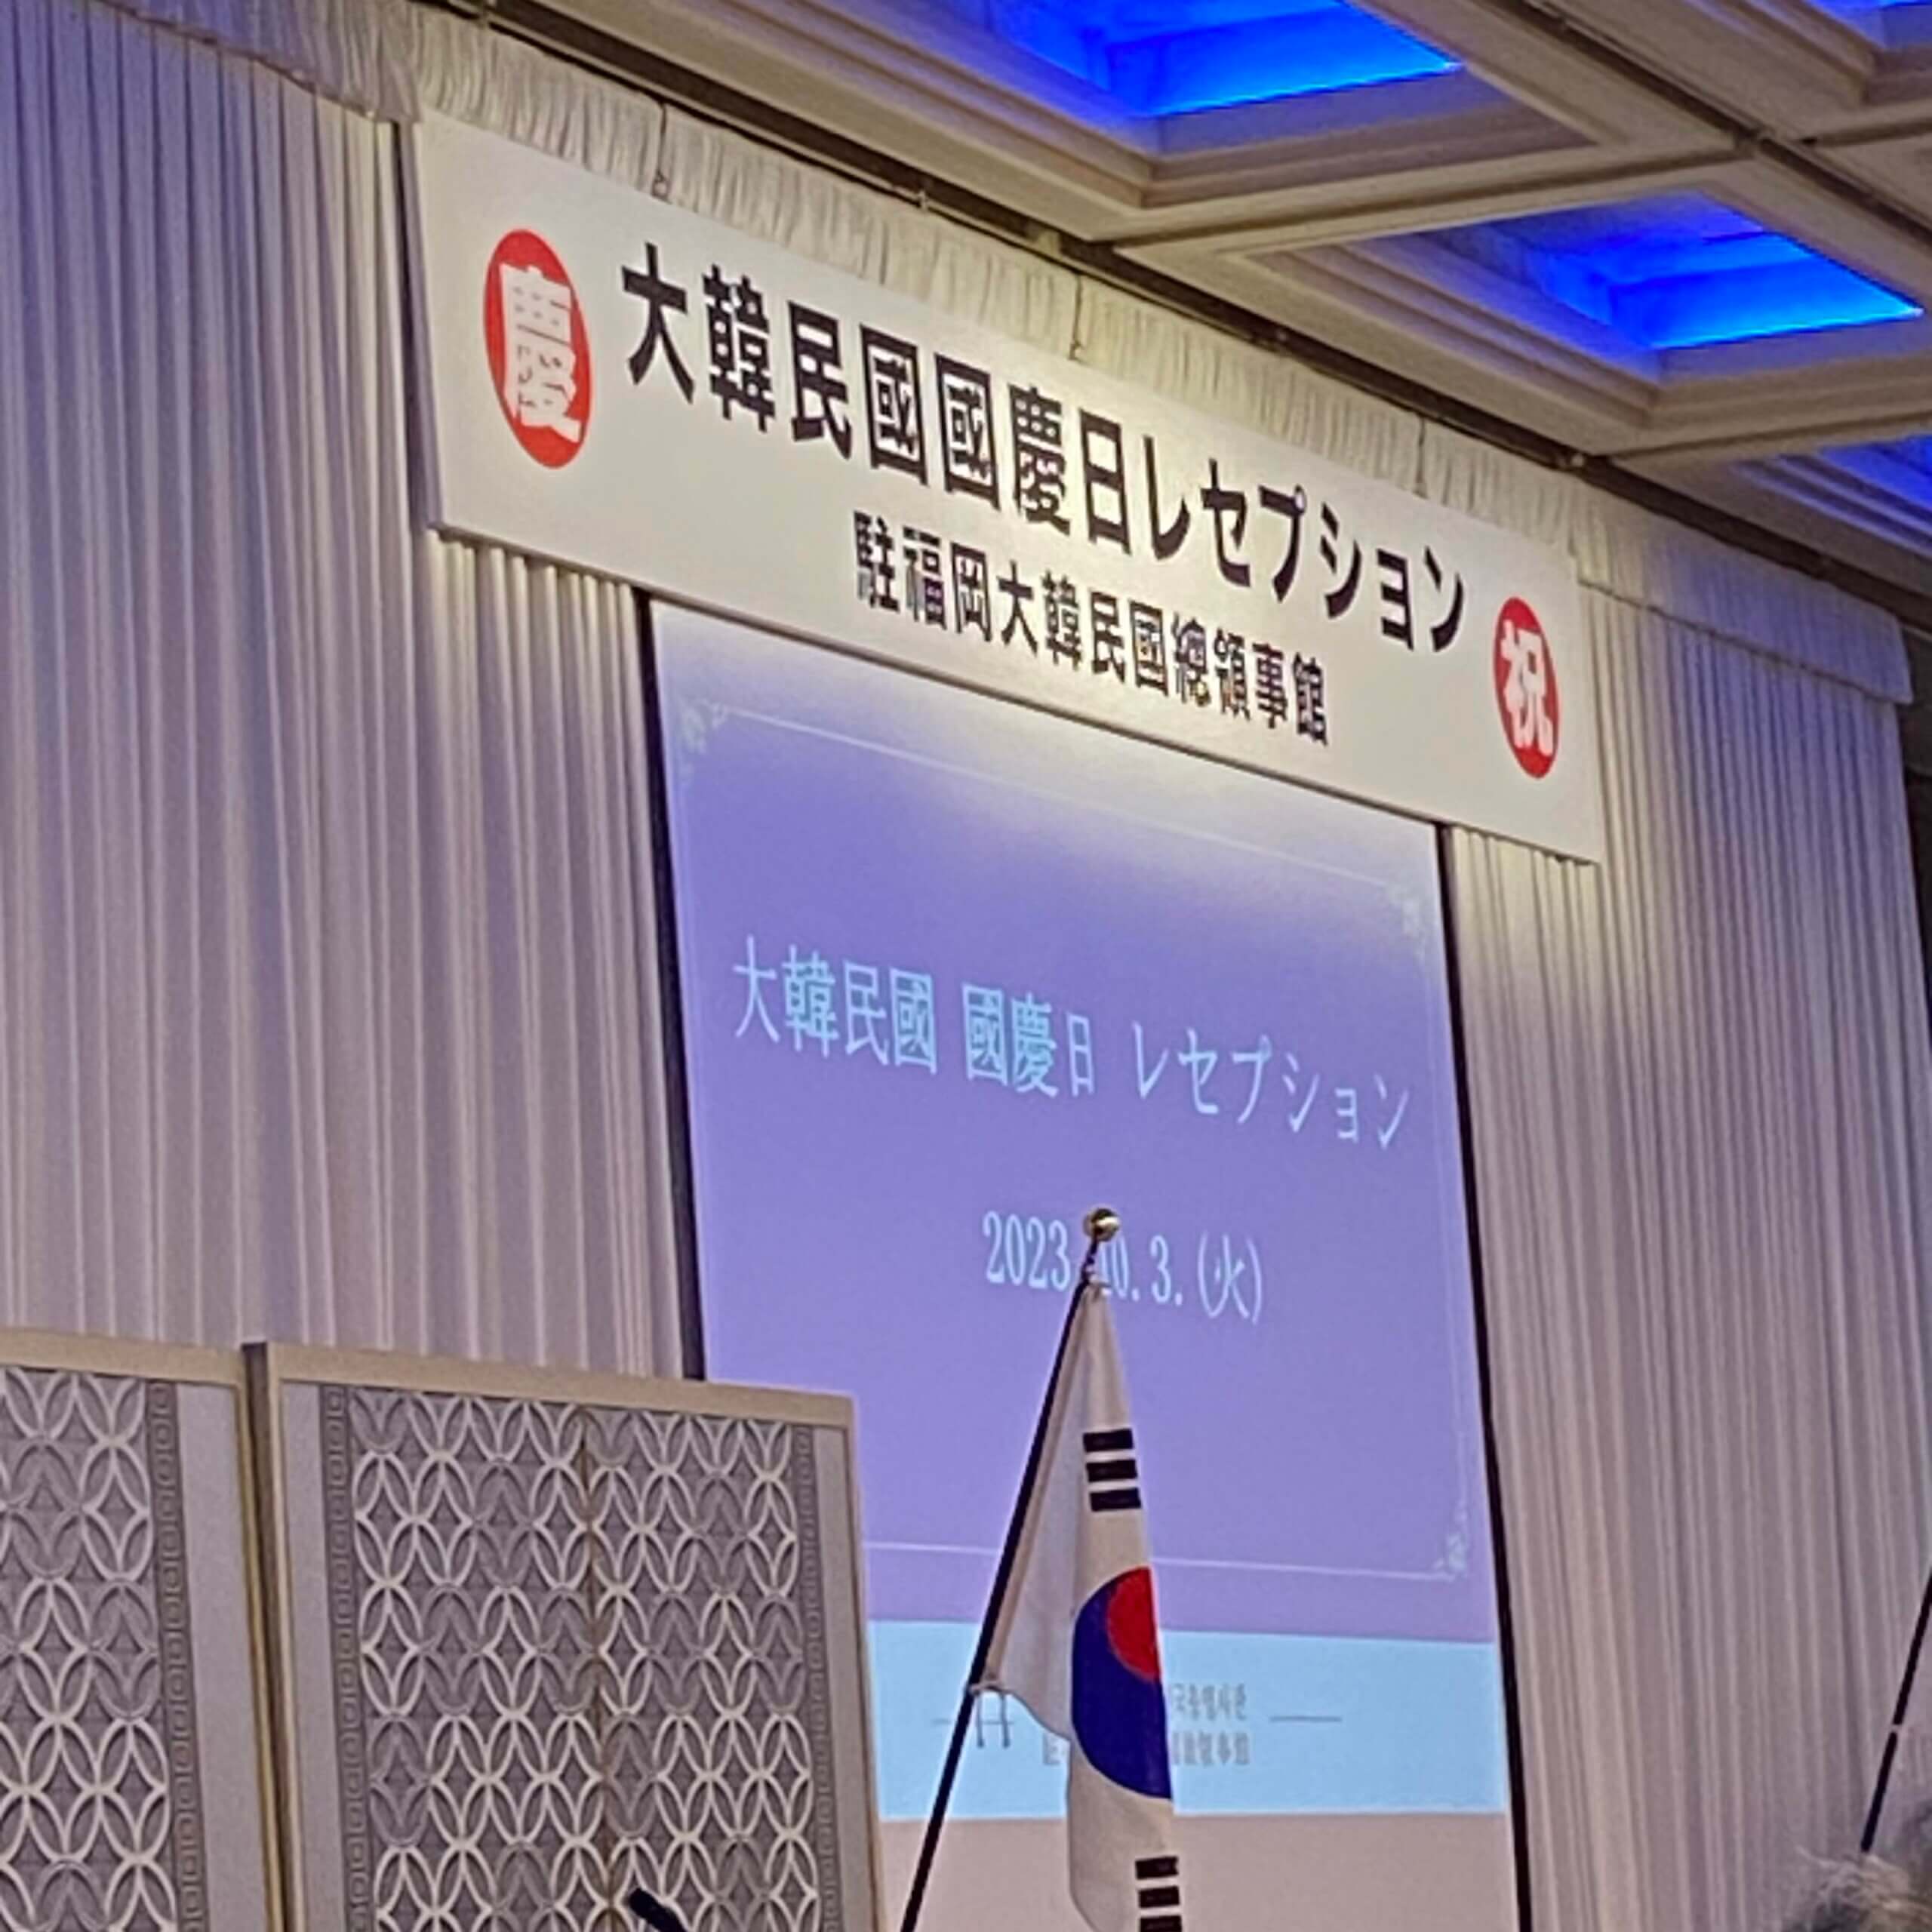 慶
大韓民國國慶日レセプション
駐福岡大韓民國總領事館
祝
大韓民國 國慶日 レセプション
2023 10. 3. (火)